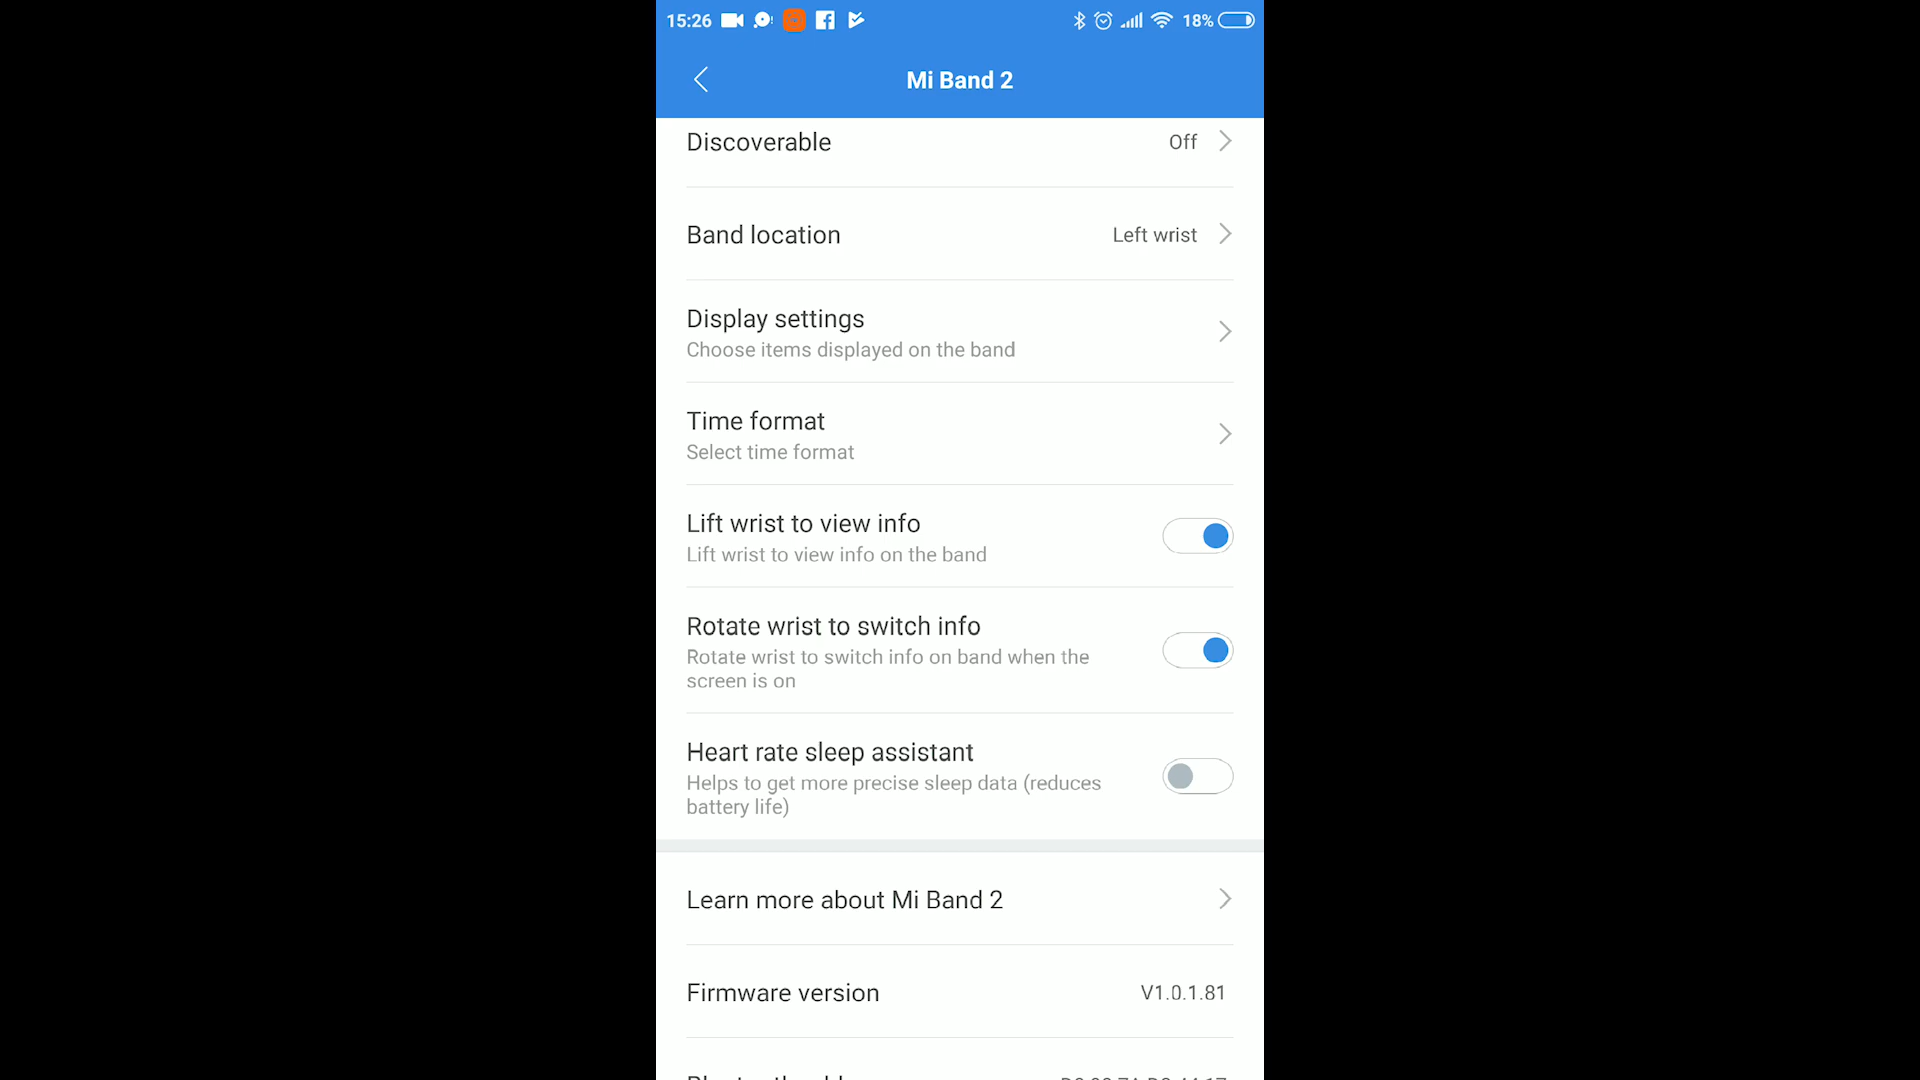 15:26 18%
Mi Band 2
Discoverable Off
Band location Left wrist
Display settings
Choose items displayed on the band
Time format
Select time format
Lift wrist to view info
Lift wrist to view info on the band
Rotate wrist to switch info
Rotate wrist to switch info on band when the
screen is on
Heart rate sleep assistant
Helps to get more precise sleep data (reduces
battery life)
Learn more about Mi Band 2
Firmware version V1.0.1.81